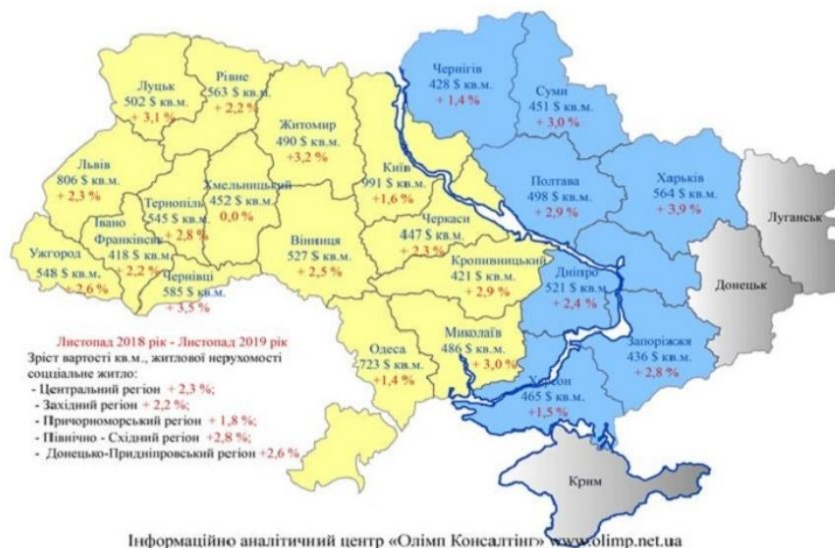 Луцьк
502 $ кв.м.
+ 3,1 %
Рівне
563 $ кв.м.
+ 2,2 %
Житомир
490 $ кв.м.
+3,2 %
Чернігів
428 $ кв.м.
+ 1,4 %
Суми
451 $ кв.м.
+ 3,0 %
Львів
806 $ кв.м.
+ 2,3 %
Тернопіль
545 $ кв.м.
+ 2,8 %
Хмельницький
452 $ кв.м.
0,0 %
Київ
991 $ кв.м.
+1,6 %
Полтава
498 $ кв.м.
+ 2,9 %
Харьків
564 $ кв.м.
+ 3,9 %
Луганськ
Івано
Франківськ
418 $ кв.м.
+ 2,2 %
Ужгород
548 $ кв.м.
+ 2,6 %
Чернівці
585 $ кв.м.
+ 3,5 %
Вінниця
527 $ кв.м.
+ 2,5 %
Черкаси
447 $ кв.м.
+ 2,3 %
Кропивницький
421 $ кв.м.
+ 2,9 %
Дніпро
521 $ кв.м.
+ 2,4 %
Донецьк
Одеса
723 $ кв.м.
+1,4 %
Миколаїв
486 $ кв.м.
+ 3,0 %
Запоріжжя
436 $ кв.м.
+ 2,8 %
Херсон
465 $ кв.м.
+1,5 %
Крим
Листопад 2018 рік - Листопад 2019 рік
Зріст вартості кв.м., житлової нерухомості
соціальне житло:
- Центральний регіон + 2,3 %;
- Західний регіон + 2,2 %;
- Причорноморський регіон + 1,8 %;
- Північно - Східний регіон +2,8 %;
- Донецько-Придніпровський регіон +2,6 %
Інформаційно аналітичний центр «Олімп Консалтінг» www.olimp.net.ua